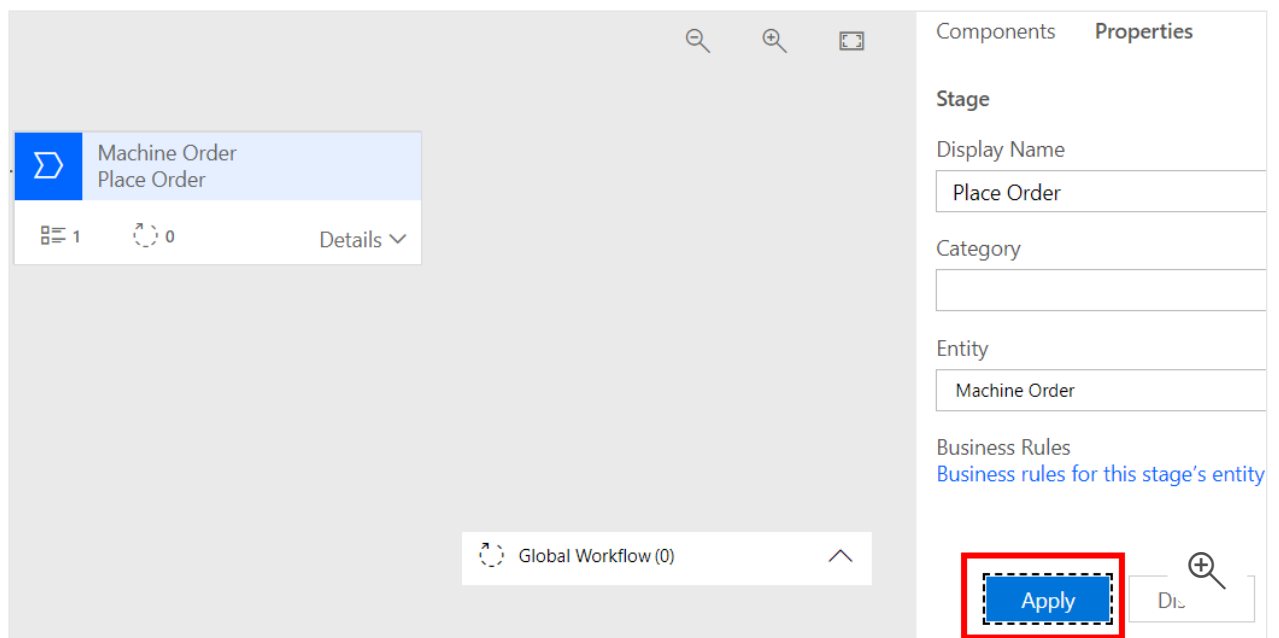 Components Properties
Stage
Machine Order
Place Order
1 0 Details
Display Name
Place Order
Category
Entity
Machine Order
Business Rules
Business rules for this stage's entity
Global Workflow (0)
Apply